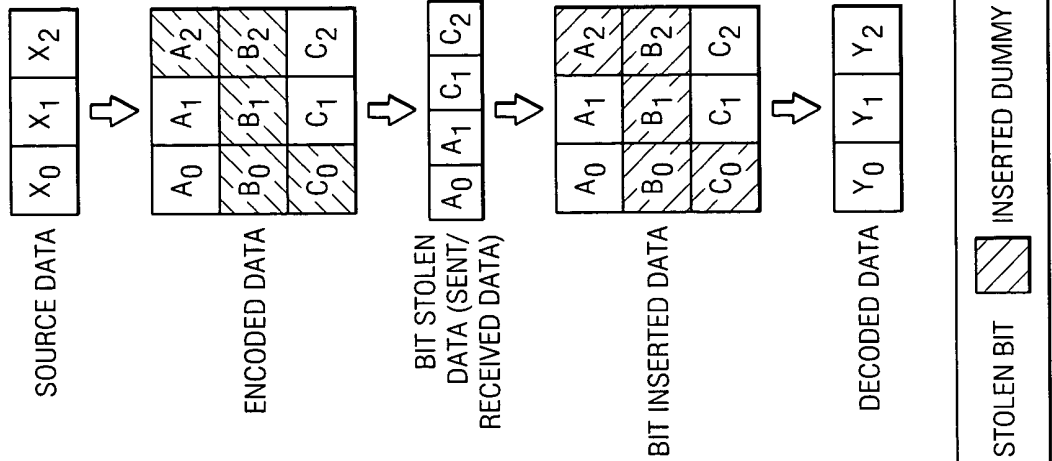 SOURCE DATA
X0 X1 X2
ENCODED DATA
A0 A1 A2
B0 B1 B2
C0 C1 C2
BIT STOLEN
DATA (SENT/
RECEIVED DATA)
A0 A1 C1 C2
BIT INSERTED DATA
A0 A1 A2
B0 B1 B2
C0 C1 C2
DECODED DATA
Y0 Y1 Y2
STOLEN BIT
INSERTED DUMMY